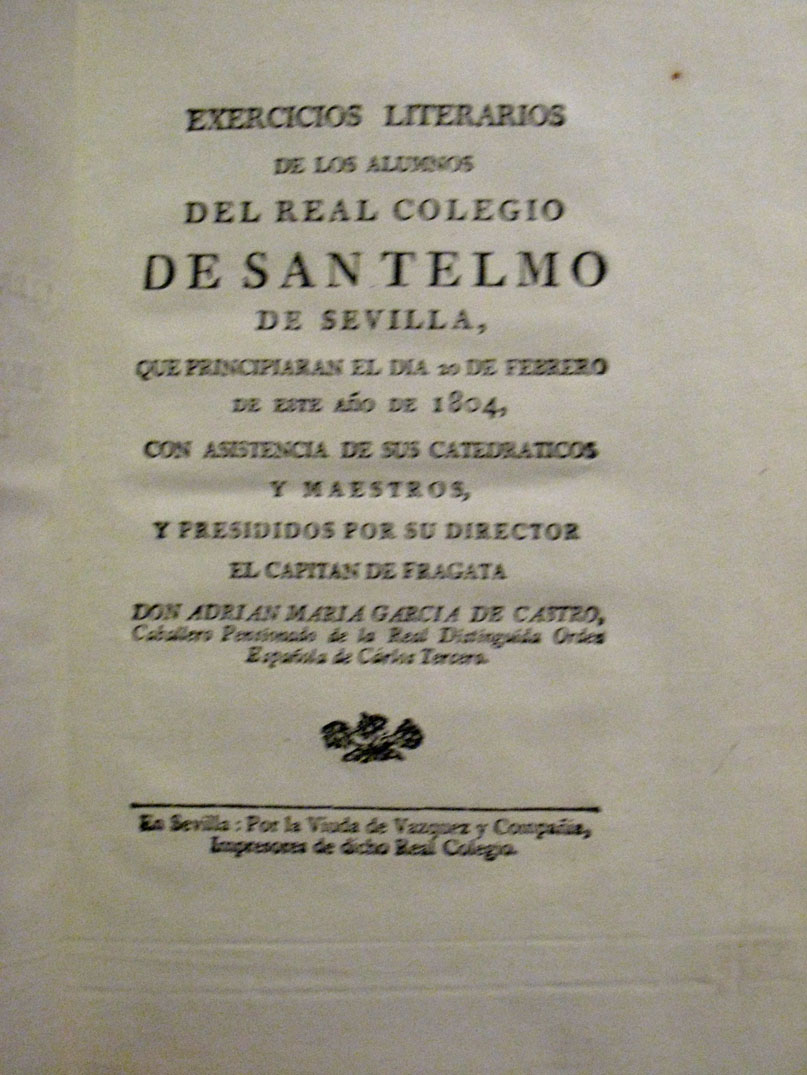 EXERCICIOS LITERARIOS
DE LOS ALUMNOS
DEL REAL COLEGIO
DE SAN TELMO
DE SEVILLA,
QUE PRINCIPIARAN EL DIA 20 DE FEBRERO
DE ESTE AÑO DE 1804,
CON ASISTENCIA DE SUS CATEDRATICOS
Y MAESTROS,
Y PRESIDIDOS POR SU DIRECTOR
EL CAPITAN DE FRAGATA
DON ADRIAN MARIA GARCIA DE CASTRO,
Caballero Pensionado de la Real Distinguida Orden
Española de Cárlos Tercero.
En Sevilla : Por la Viuda de Vazquez y Compañia,
Impresores de dicho Real Colegio.